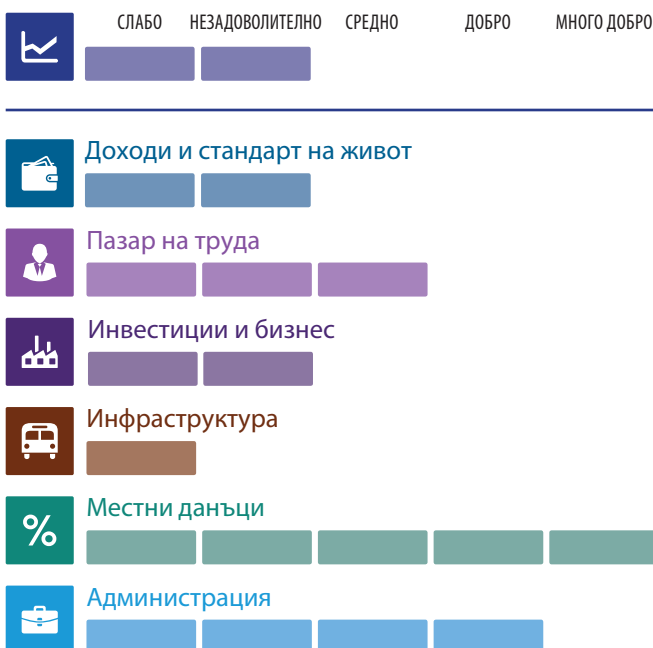 СЛАБО НЕЗАДОВОЛИТЕЛНО СРЕДНО ДОБРО МНОГО ДОБРО
Доходи и стандарт на живот
Пазар на труда
Инвестиции и бизнес
Инфраструктура
Местни данъци
%
Администрация